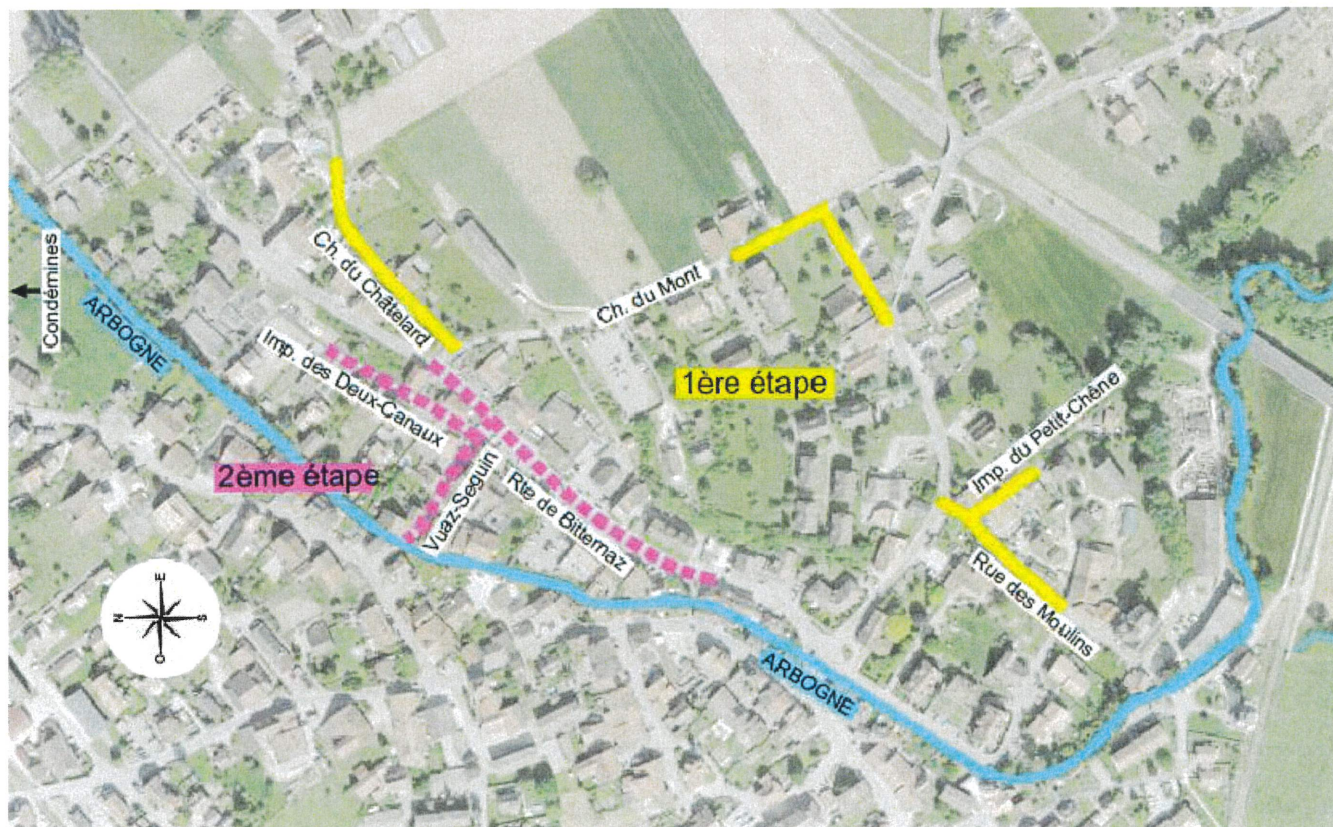 Condémines
ARBOGNE
Ch. du Châtelard
Imp. des Deux-Canaux
2ème étape
Vuaz-Seguin
Rte de Bitternaz
Ch. du Mont
1ère étape
Imp. du Petit-Chêne
Rue des Moulins
ARBOGNE
E
N
S
O